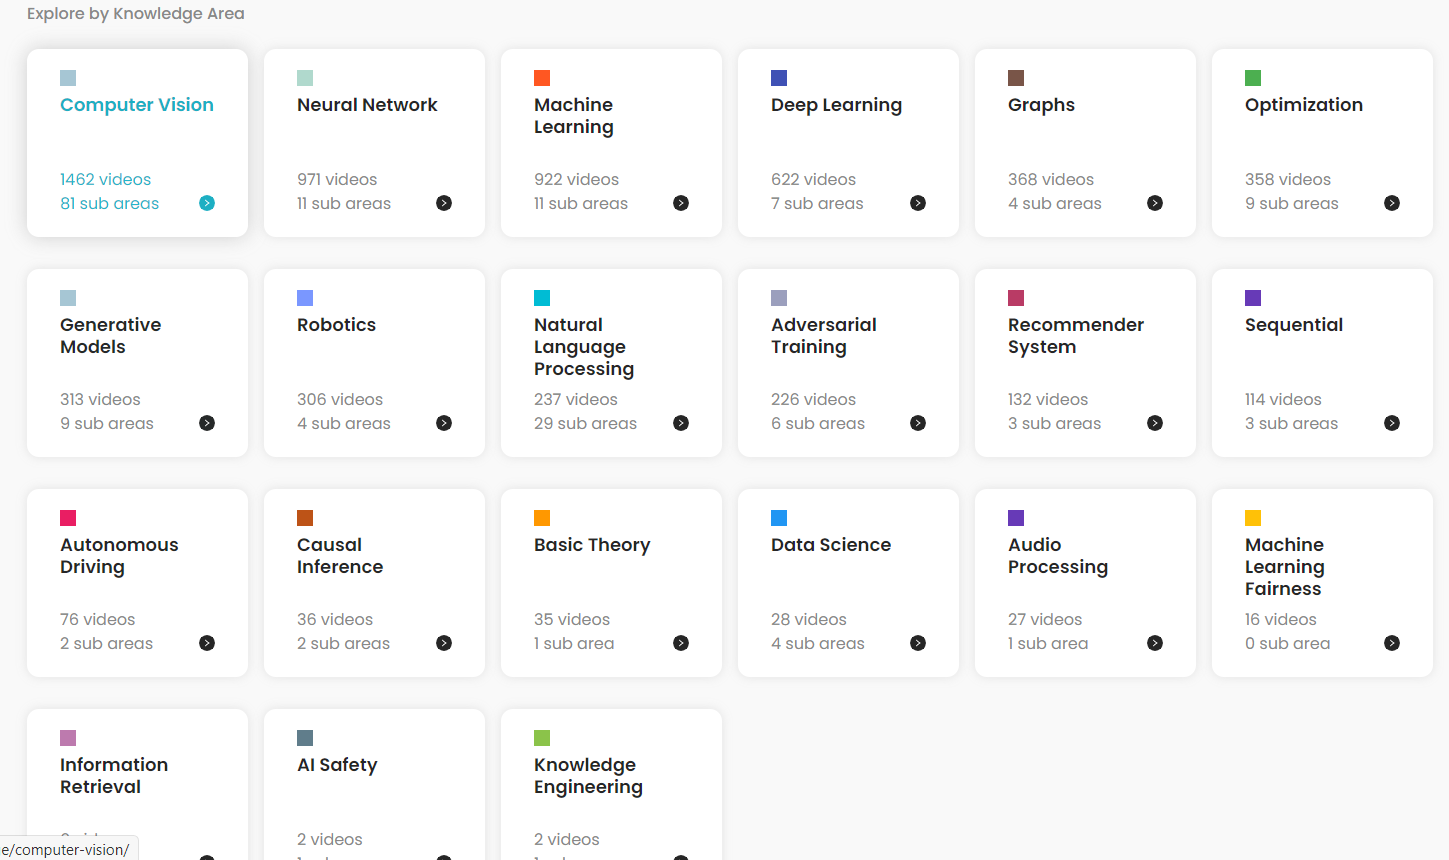 Explore by Knowledge Area
Computer Vision
1462 videos
81 sub areas
Neural Network
971 videos
11 sub areas
Machine
Learning
922 videos
11 sub areas
Deep Learning
622 videos
7 sub areas
Graphs
368 videos
4 sub areas
Optimization
358 videos
9 sub areas
Generative
Models
313 videos
9 sub areas
Robotics
306 videos
4 sub areas
Natural
Language
Processing
237 videos
29 sub areas
Adversarial
Training
226 videos
6 sub areas
Recommender
System
132 videos
3 sub areas
Sequential
114 videos
3 sub areas
Autonomous
Driving
76 videos
2 sub areas
Causal
Inference
36 videos
2 sub areas
Basic Theory
35 videos
1 sub area
Data Science
28 videos
4 sub areas
Audio
Processing
27 videos
1 sub area
Machine
Learning
Fairness
16 videos
0 sub area
Information
Retrieval
AI Safety
2 videos
Knowledge
Engineering
2 videos
e/computer-vision/